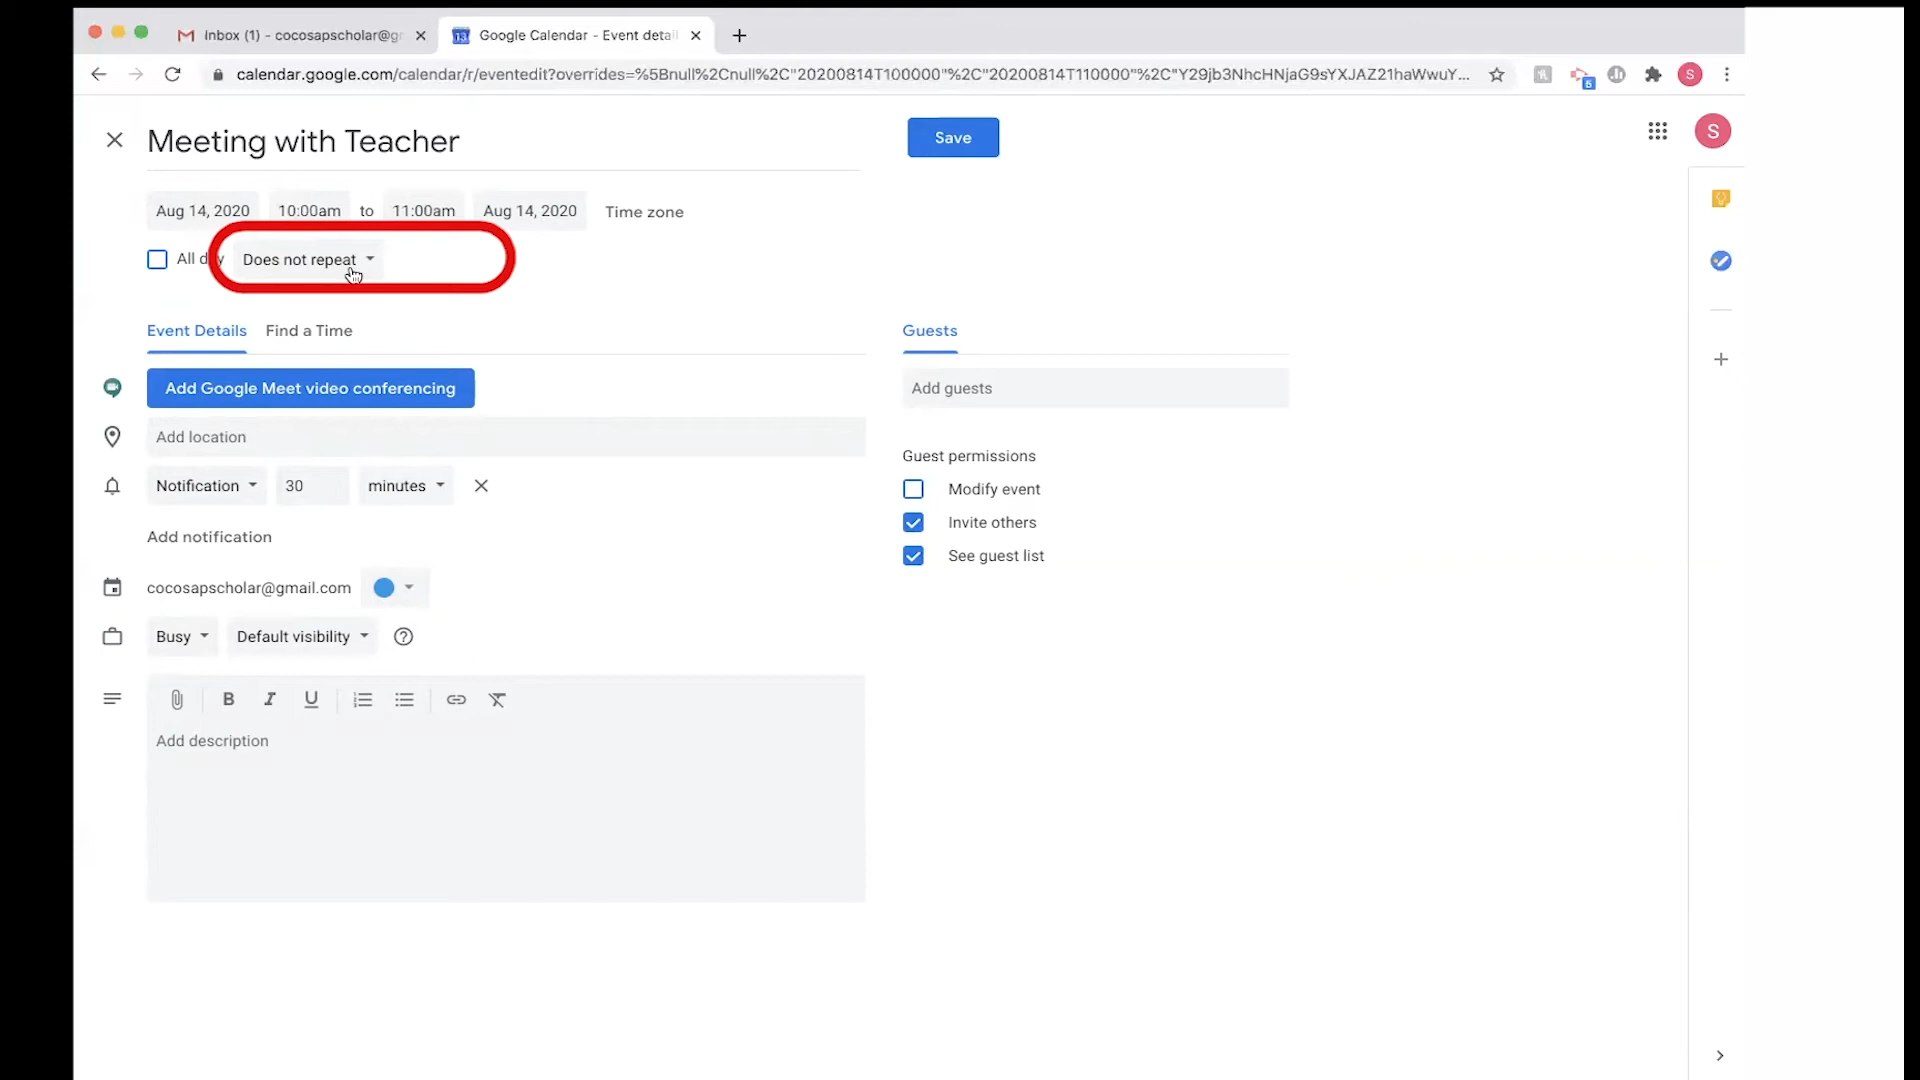 Inbox (1) - cocosapscholar@g
Google Calendar - Event detail
calendar.google.com/calendar/r/eventedit?overrides=%5Bnull%2Cnull%2C"20200814T100000"%2C"20200814T110000"%2C"Y29jb3NhcHNjaG9sYXJAZ21haWwuY...
5
S
Meeting with Teacher
Save
S
Aug 14, 2020 10:00am to 11:00am Aug 14, 2020 Time zone
All day Does not repeat
Event Details Find a Time
Guests
Add Google Meet video conferencing
Add guests
Add location
Guest permissions
Notification 30 minutes
Modify event
Invite others
Add notification
See guest list
cocosapscholar@gmail.com
Busy Default visibility
B I U
Add description